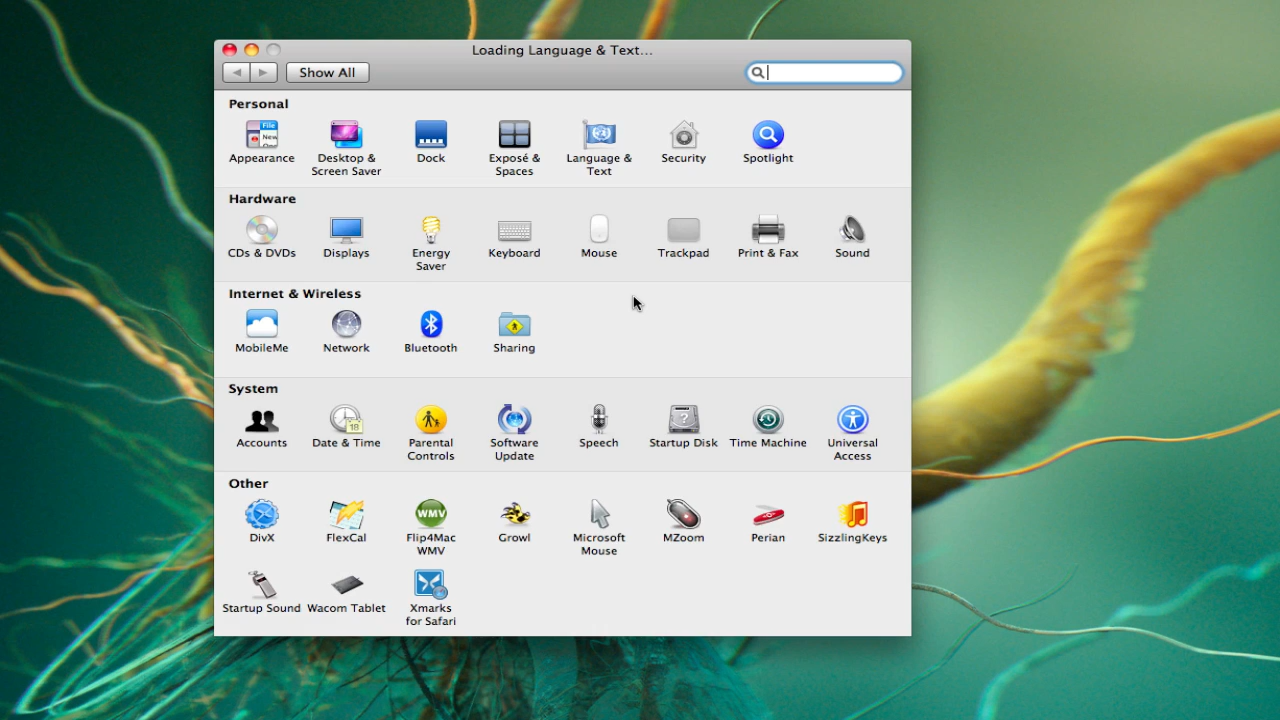 Loading Language & Text...
Show All
Personal
Appearance
Desktop &
Screen Saver
Dock
Exposé &
Spaces
Language &
Text
Security
Spotlight
Hardware
CDs & DVDs
Displays
Energy
Saver
Keyboard
Mouse
Trackpad
Print & Fax
Sound
Internet & Wireless
MobileMe
Network
Bluetooth
Sharing
System
Accounts
18
Date & Time
Parental
Controls
Software
Update
Speech
Startup Disk
Time Machine
Universal
Access
Other
DivX
FlexCal
WMV
Flip4Mac
WMV
Growl
Microsoft
Mouse
MZoom
Perian
SizzlingKeys
Startup Sound
Wacom Tablet
Xmarks
for Safari